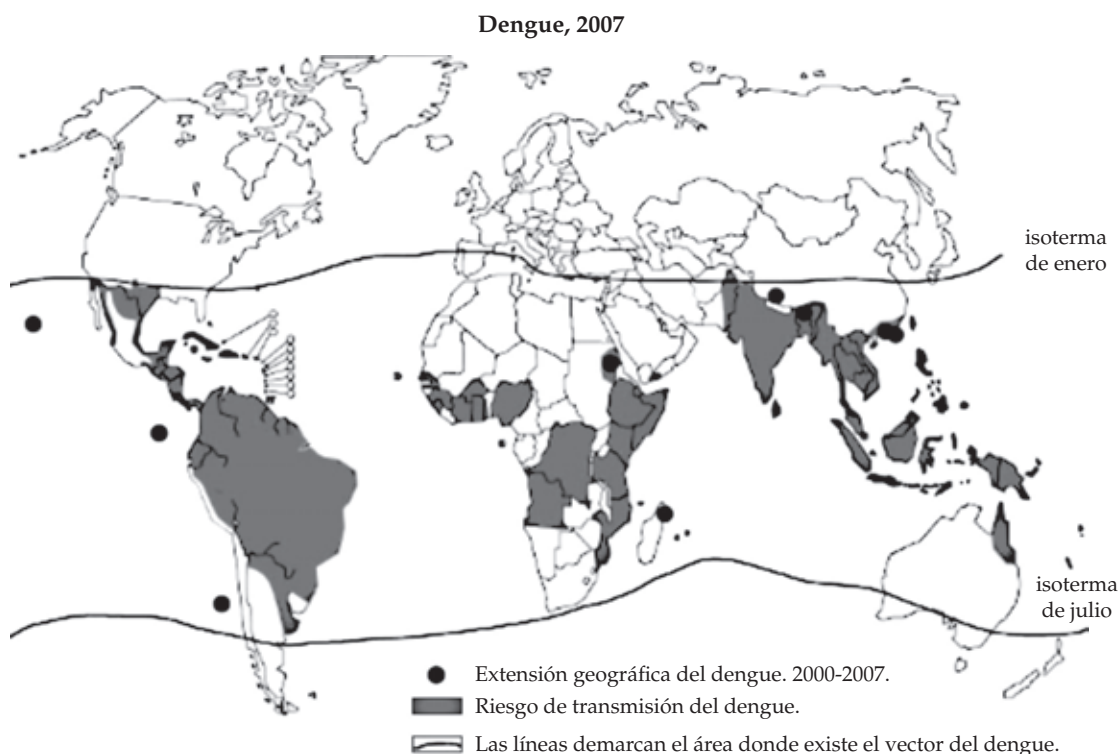 Dengue, 2007
isoterma
de enero
isoterma
de julio
Extensión geográfica del dengue. 2000-2007.
Riesgo de transmisión del dengue.
Las líneas demarcan el área donde existe el vector del dengue.